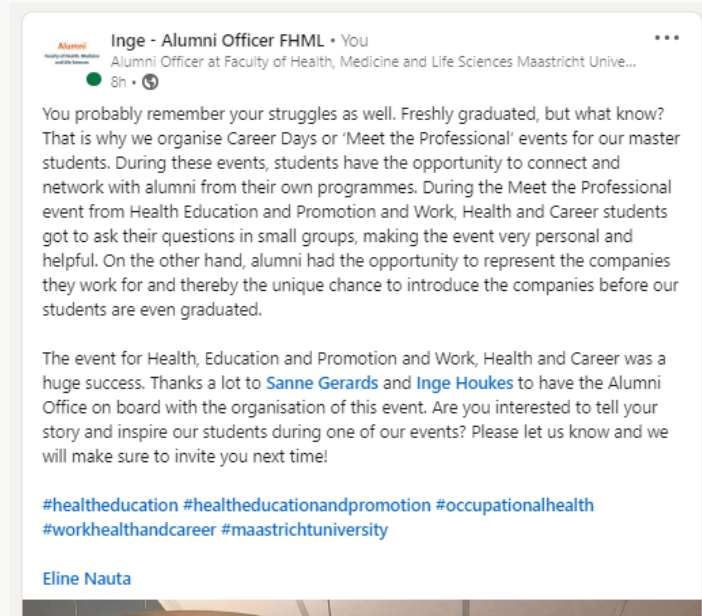 Alumni
Faculty of Health, Medicine
and Life Sciences
Inge - Alumni Officer FHML • You
Alumni Officer at Faculty of Health, Medicine and Life Sciences Maastricht Unive...
8h •
You probably remember your struggles as well. Freshly graduated, but what know?
That is why we organise Career Days or ‘Meet the Professional’ events for our master
students. During these events, students have the opportunity to connect and
network with alumni from their own programmes. During the Meet the Professional
event from Health Education and Promotion and Work, Health and Career students
got to ask their questions in small groups, making the event very personal and
helpful. On the other hand, alumni had the opportunity to represent the companies
they work for and thereby the unique chance to introduce the companies before our
students are even graduated.
The event for Health, Education and Promotion and Work, Health and Career was a
huge success. Thanks a lot to Sanne Gerards and Inge Houkes to have the Alumni
Office on board with the organisation of this event. Are you interested to tell your
story and inspire our students during one of our events? Please let us know and we
will make sure to invite you next time!
#healtheducation #healtheducationandpromotion #occupationalhealth
#workhealthandcareer #maastrichtuniversity
Eline Nauta